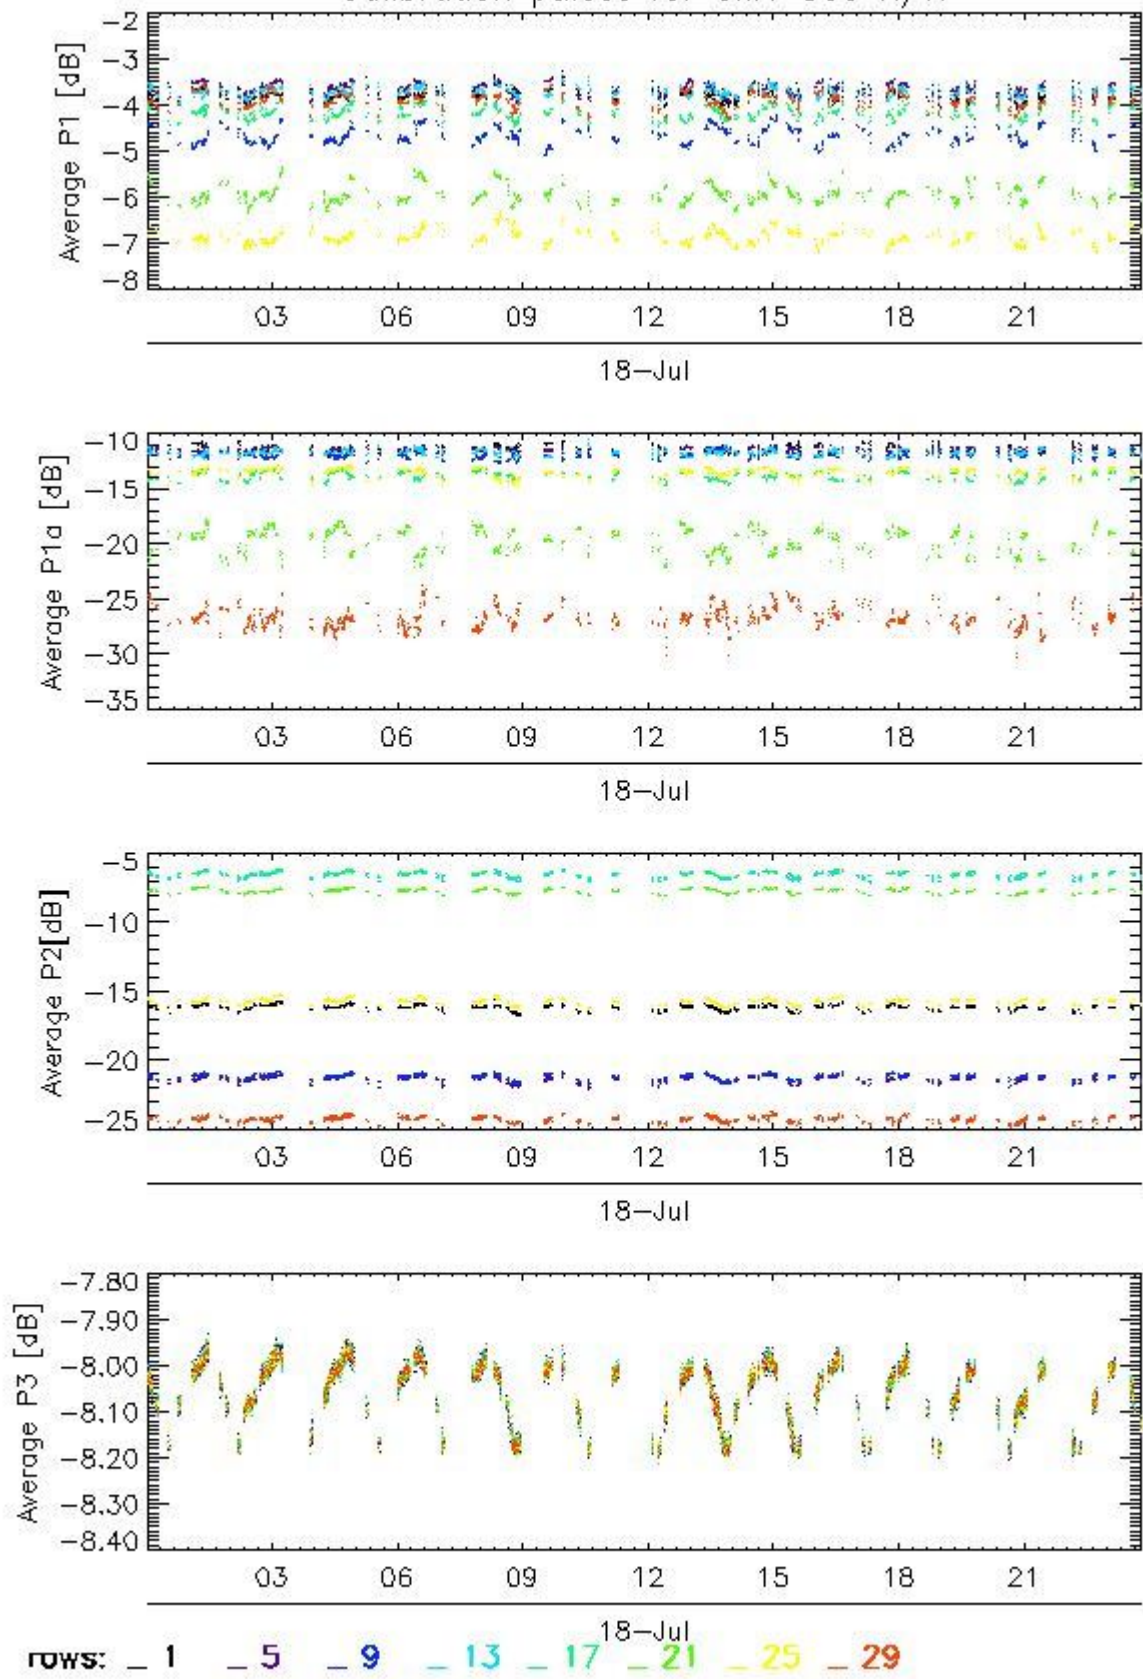 -2
-3
-4
-5
-6
-7
-8
Average P1 [dB]
03 06 09 12 15 18 21
18-Jul
-10
-15
-20
-25
-30
-35
Average P1a [dB]
03 06 09 12 15 18 21
18-Jul
-5
-10
-15
-20
-25
Average P2[dB]
03 06 09 12 15 18 21
18-Jul
-7.80
-7.90
-8.00
-8.10
-8.20
-8.30
-8.40
Average P3 [dB]
03 06 09 12 15 18 21
18-Jul
rows: _ 1 _ 5 _ 9 _ 13 _ 17 _ 21 _ 25 _ 29